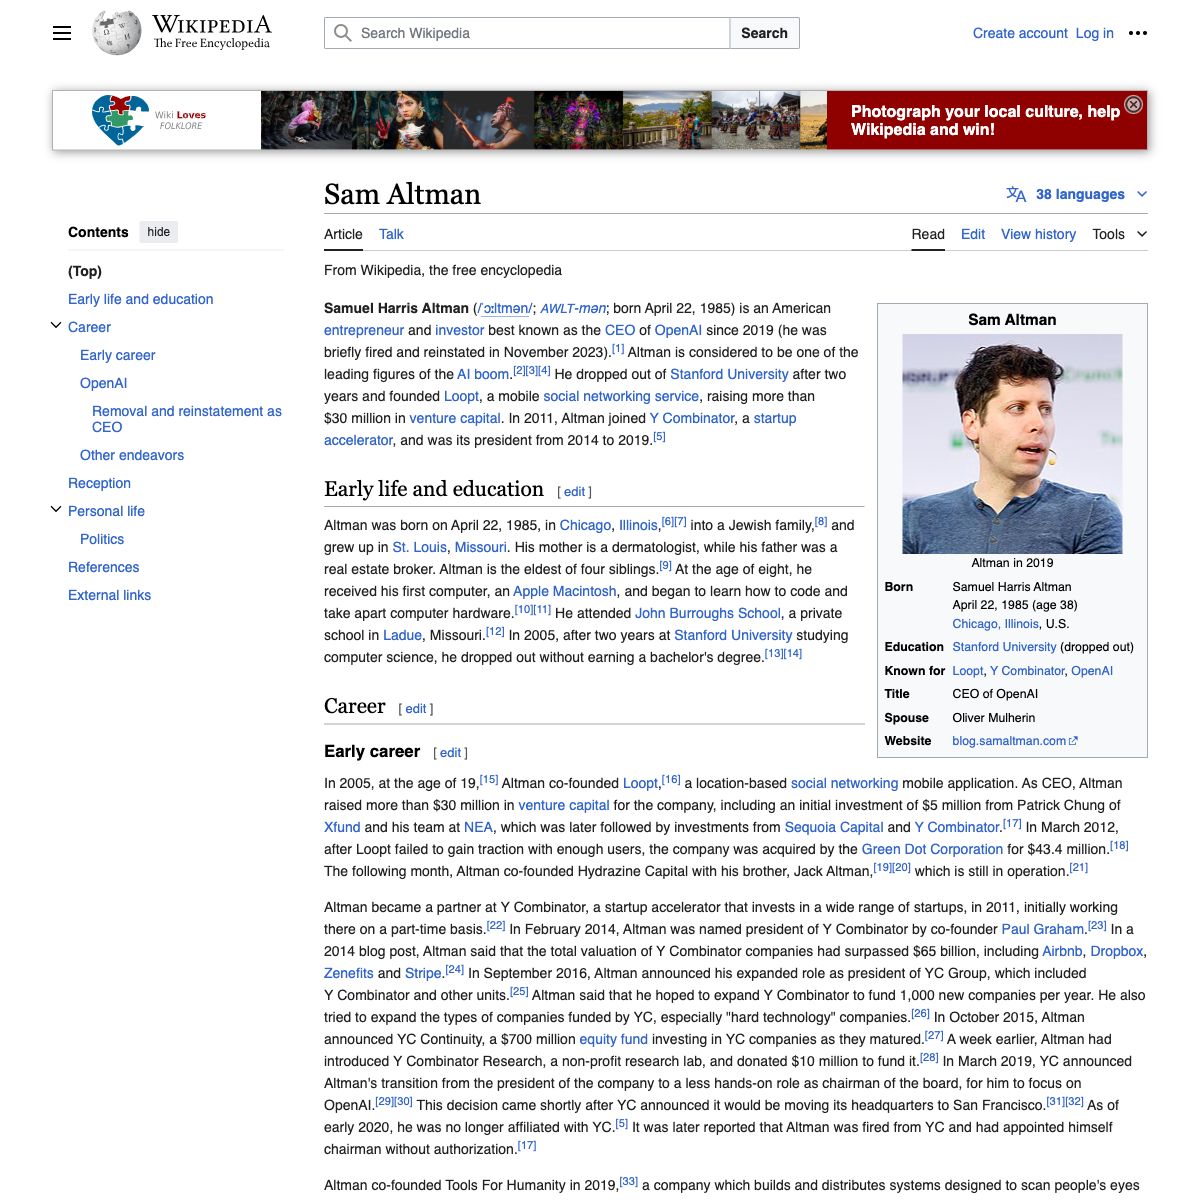 WIKIPEDIA
The Free Encyclopedia
Search Wikipedia
Search
Create account Log in
Wiki Loves
FOLKLORE
Photograph your local culture, help
Wikipedia and win!
Contents hide
(Top)
Early life and education
Career
Early career
OpenAI
Removal and reinstatement as
CEO
Other endeavors
Reception
Personal life
Politics
References
External links
Sam Altman
38 languages
Article Talk
Read Edit View history Tools
From Wikipedia, the free encyclopedia
Samuel Harris Altman (/ˈɔːltmən/; AWLT-mən; born April 22, 1985) is an American
entrepreneur and investor best known as the CEO of OpenAI since 2019 (he was
briefly fired and reinstated in November 2023).[1] Altman is considered to be one of the
leading figures of the AI boom.[2][3][4] He dropped out of Stanford University after two
years and founded Loopt, a mobile social networking service, raising more than
$30 million in venture capital. In 2011, Altman joined Y Combinator, a startup
accelerator, and was its president from 2014 to 2019.[5]
Sam Altman
Altman in 2019
Born Samuel Harris Altman
April 22, 1985 (age 38)
Chicago, Illinois, U.S.
Education Stanford University (dropped out)
Known for Loopt, Y Combinator, OpenAI
Title CEO of OpenAI
Spouse Oliver Mulherin
Website blog.samaltman.com
Early life and education [ edit ]
Altman was born on April 22, 1985, in Chicago, Illinois,[6][7] into a Jewish family,[8] and
grew up in St. Louis, Missouri. His mother is a dermatologist, while his father was a
real estate broker. Altman is the eldest of four siblings.[9] At the age of eight, he
received his first computer, an Apple Macintosh, and began to learn how to code and
take apart computer hardware.[10][11] He attended John Burroughs School, a private
school in Ladue, Missouri.[12] In 2005, after two years at Stanford University studying
computer science, he dropped out without earning a bachelor's degree.[13][14]
Career [ edit ]
Early career [ edit ]
In 2005, at the age of 19,[15] Altman co-founded Loopt,[16] a location-based social networking mobile application. As CEO, Altman
raised more than $30 million in venture capital for the company, including an initial investment of $5 million from Patrick Chung of
Xfund and his team at NEA, which was later followed by investments from Sequoia Capital and Y Combinator.[17] In March 2012,
after Loopt failed to gain traction with enough users, the company was acquired by the Green Dot Corporation for $43.4 million.[18]
The following month, Altman co-founded Hydrazine Capital with his brother, Jack Altman,[19][20] which is still in operation.[21]
Altman became a partner at Y Combinator, a startup accelerator that invests in a wide range of startups, in 2011, initially working
there on a part-time basis.[22] In February 2014, Altman was named president of Y Combinator by co-founder Paul Graham.[23] In a
2014 blog post, Altman said that the total valuation of Y Combinator companies had surpassed $65 billion, including Airbnb, Dropbox,
Zenefits and Stripe.[24] In September 2016, Altman announced his expanded role as president of YC Group, which included
Y Combinator and other units.[25] Altman said that he hoped to expand Y Combinator to fund 1,000 new companies per year. He also
tried to expand the types of companies funded by YC, especially "hard technology" companies.[26] In October 2015, Altman
announced YC Continuity, a $700 million equity fund investing in YC companies as they matured.[27] A week earlier, Altman had
introduced Y Combinator Research, a non-profit research lab, and donated $10 million to fund it.[28] In March 2019, YC announced
Altman's transition from the president of the company to a less hands-on role as chairman of the board, for him to focus on
OpenAI.[29][30] This decision came shortly after YC announced it would be moving its headquarters to San Francisco.[31][32] As of
early 2020, he was no longer affiliated with YC.[5] It was later reported that Altman was fired from YC and had appointed himself
chairman without authorization.[17]
Altman co-founded Tools For Humanity in 2019,[33] a company which builds and distributes systems designed to scan people's eyes